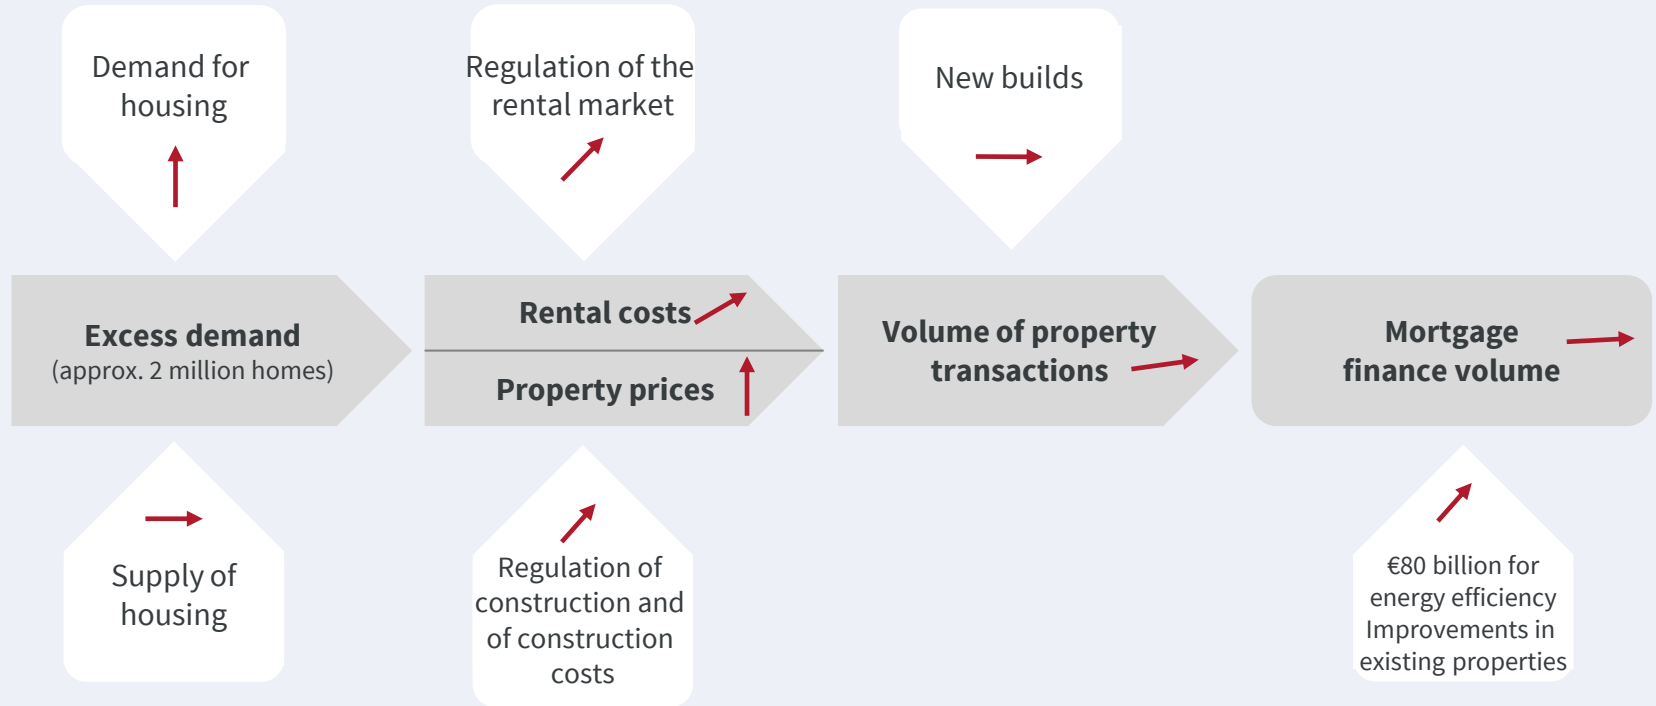 Demand for
housing
Regulation of the
rental market
New builds
Excess demand
(approx. 2 million homes)
Rental costs
Property prices
Volume of property
transactions
Mortgage
finance volume
Supply of
housing
Regulation of
construction and
of construction
costs
€80 billion for
energy efficiency
Improvements in
existing properties